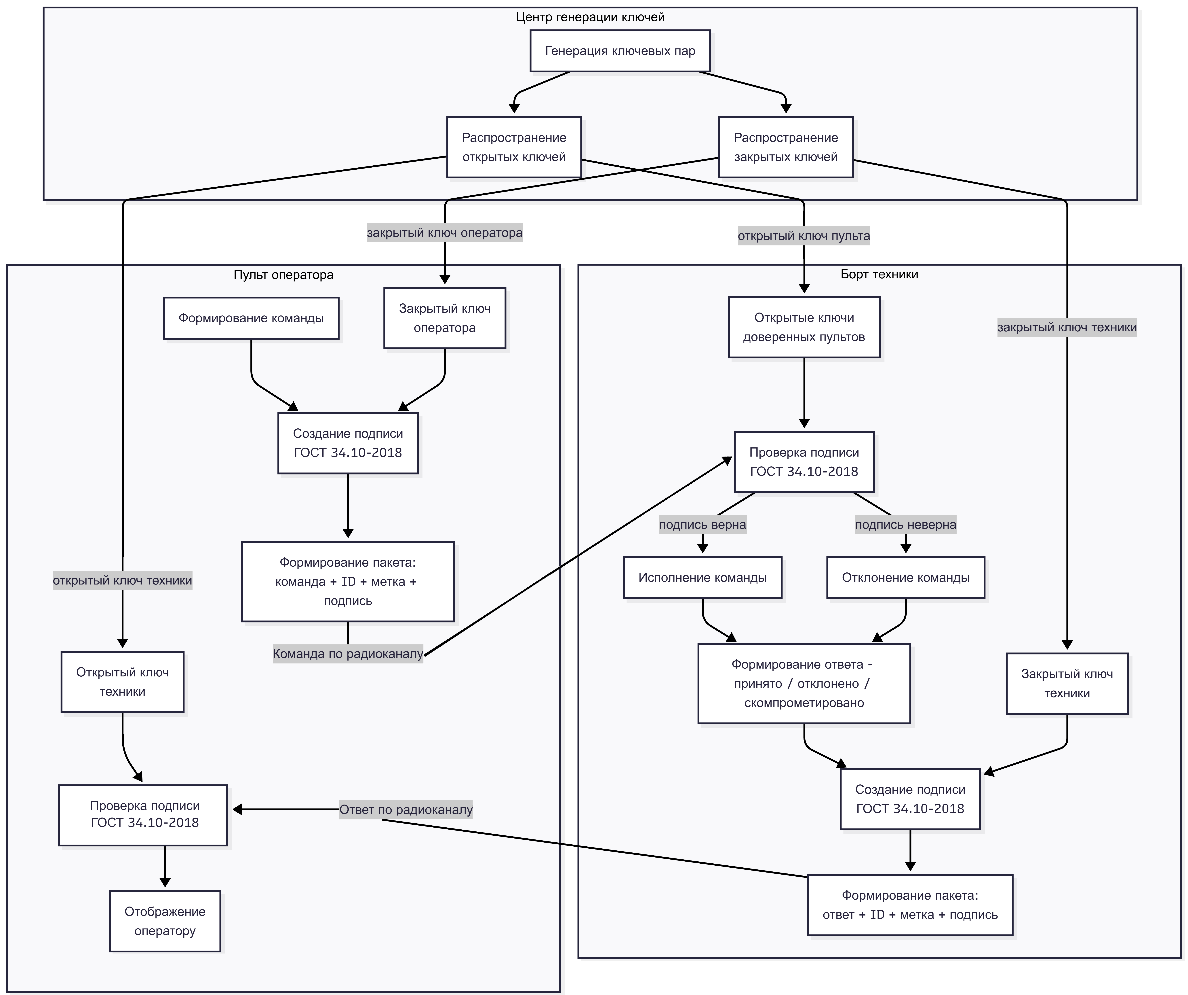 Центр генерации ключей
Генерация ключевых пар
Распространение
открытых ключей
Распространение
закрытых ключей
закрытый ключ оператора
открытый ключ пульта
закрытый ключ техники
открытый ключ техники
Пульт оператора
Формирование команды
Закрытый ключ
оператора
Создание подписи
ГОСТ 34.10-2018
Формирование пакета:
команда + ID + метка +
подпись
Команда по радиоканалу
Открытый ключ
техники
Проверка подписи
ГОСТ 34.10-2018
Отображение
оператору
Борт техники
Открытые ключи
доверенных пультов
Проверка подписи
ГОСТ 34.10-2018
подпись верна
подпись неверна
Исполнение команды
Отклонение команды
Формирование ответа -
принято / отклонено /
скомпрометировано
Закрытый ключ
техники
Создание подписи
ГОСТ 34.10-2018
Формирование пакета:
ответ + ID + метка + подпись
Ответ по радиоканалу